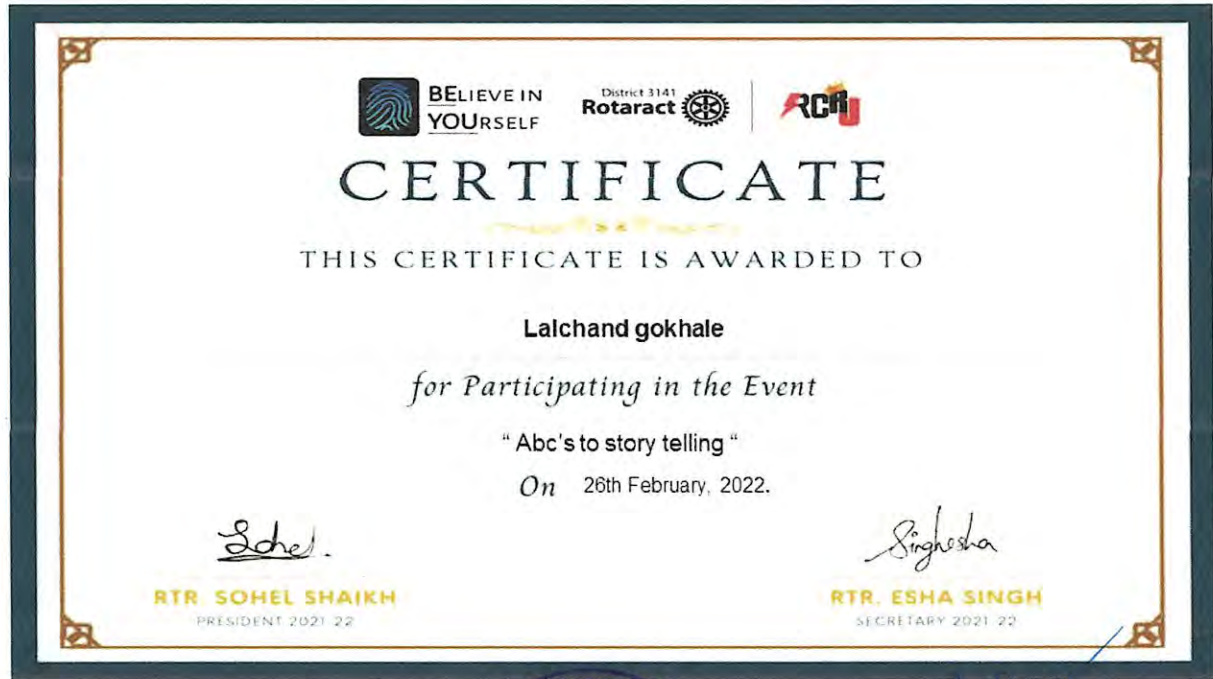 BELIEVE IN
YOURSELF
District 3141
Rotaract
RCRU
CERTIFICATE
THIS CERTIFICATE IS AWARDED TO
Lalchand gokhale
for Participating in the Event
“ Abc's to story telling “
On 26th February, 2022.
Sohel.
Singhesha
RTR. SOHEL SHAIKH
RTR. ESHA SINGH
PRESIDENT 2021-22
SECRETARY 2021-22